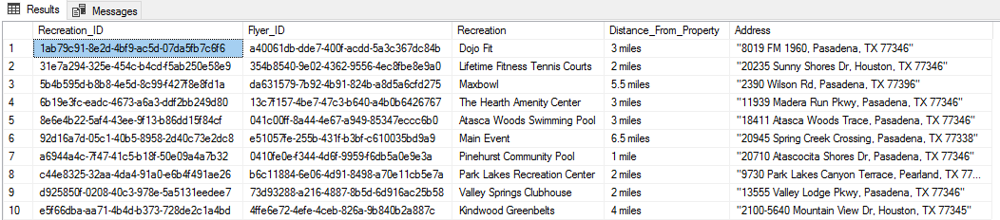 Results Messages
Recreation_ID Flyer_ID Recreation Distance_From_Property Address
1 1ab79c91-8e2d-4bf9-ac5d-07da5fb7c6f6 a40061db-dde7-400f-acdd-5a3c367dc84b Dojo Fit 3 miles "8019 FM 1960, Pasadena, TX 77346"
2 31e7a294-325e-454c-b4cd-f5ab250e58e9 354b8540-9e02-4362-9556-4ec8fbe8e9a0 Lifetime Fitness Tennis Courts 2 miles "20235 Sunny Shores Dr, Houston, TX 77346"
3 5b4b595d-b8b8-4e5d-8c99-f427f8e8fd1a da631579-7b92-4b91-824b-a8d5a6cfd275 Maxbowl 5.5 miles "2390 Wilson Rd, Pasadena, TX 77396"
4 6b19e3fc-eadc-4673-a6a3-ddf2bb249d80 13c7f157-4be7-47c3-b640-a4b0b6426767 The Hearth Amenity Center 3 miles "11939 Madera Run Pkwy, Pasadena, TX 77346"
5 8e6e4b22-5af4-43ee-9f13-b86dd15f84cf 041c00ff-8a44-4e67-a949-85347eccc6b0 Atasca Woods Swimming Pool 3 miles "18411 Atasca Woods Trace, Pasadena, TX 77346"
6 92d16a7d-05c1-40b5-8958-2d40c73e2dc8 e51057fe-255b-431f-b3bf-c610035bd9a9 Main Event 6.5 miles "20945 Spring Creek Crossing, Pasadena, TX 77338"
7 a6944a4c-7f47-41c5-b18f-50e09a4a7b32 0410fe0e-f344-4d6f-9959-f6db5a0e9e3a Pinehurst Community Pool 1 mile "20710 Atascocita Shores Dr, Pasadena, TX 77346"
8 c44e8325-32aa-4da4-91a0-e6b4f491ae26 b6c11884-6e06-4d91-8498-a70e11cb5e7a Park Lakes Recreation Center 2 miles "9730 Park Lakes Canyon Terrace, Pearland, TX 77...
9 d925850f-0208-40c3-978e-5a5131eedee7 73d93288-a216-4887-8b5d-6d916ac25b58 Valley Springs Clubhouse 2 miles "13555 Valley Lodge Pkwy, Pasadena, TX 77346"
10 e5f66dba-aa71-4b4d-b373-728de2c1a4bd 4ffe6e72-4efe-4ceb-826a-9b840b2a887c Kindwood Greenbelts 4 miles "2100-5640 Mountain View Dr, Houston, TX 77345"